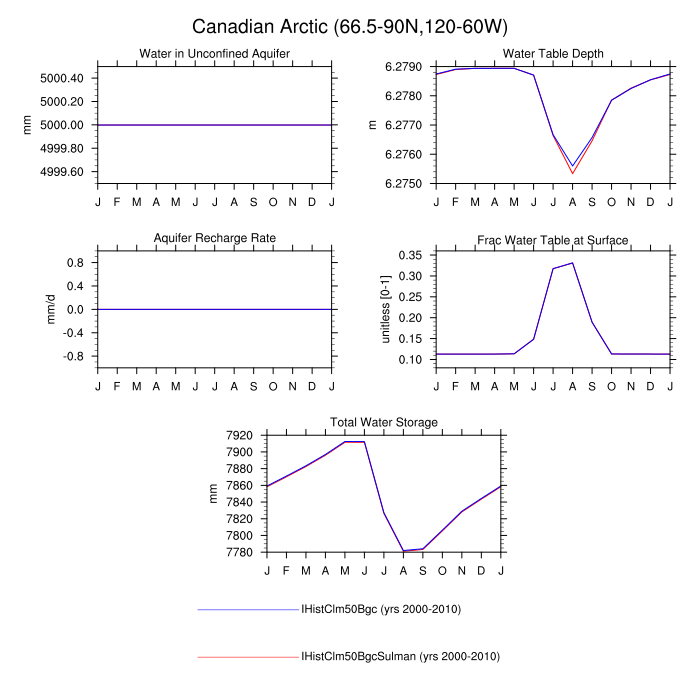 Canadian Arctic (66.5-90N,120-60W)
Water in Unconfined Aquifer
5000.40
5000.20
5000.00
4999.80
4999.60
mm
J F M A M J J A S O N D J
Water Table Depth
6.2790
6.2780
6.2770
6.2760
6.2750
m
J F M A M J J A S O N D J
Aquifer Recharge Rate
0.8
0.4
0.0
-0.4
-0.8
mm/d
J F M A M J J A S O N D J
Frac Water Table at Surface
0.35
0.30
0.25
0.20
0.15
0.10
unitless [0-1]
J F M A M J J A S O N D J
Total Water Storage
7920
7900
7880
7860
7840
7820
7800
7780
mm
J F M A M J J A S O N D J
IHistClm50Bgc (yrs 2000-2010)
IHistClm50BgcSulman (yrs 2000-2010)